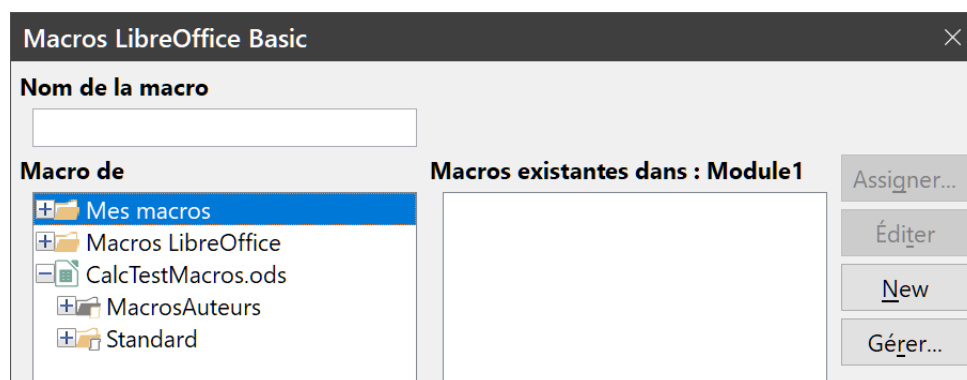 Macros LibreOffice Basic
Nom de la macro
Macro de
Macros existantes dans : Module1
Mes macros
Macros LibreOffice
CalcTestMacros.ods
MacrosAuteurs
Standard
Assigner...
Éditer
New
Gérer...